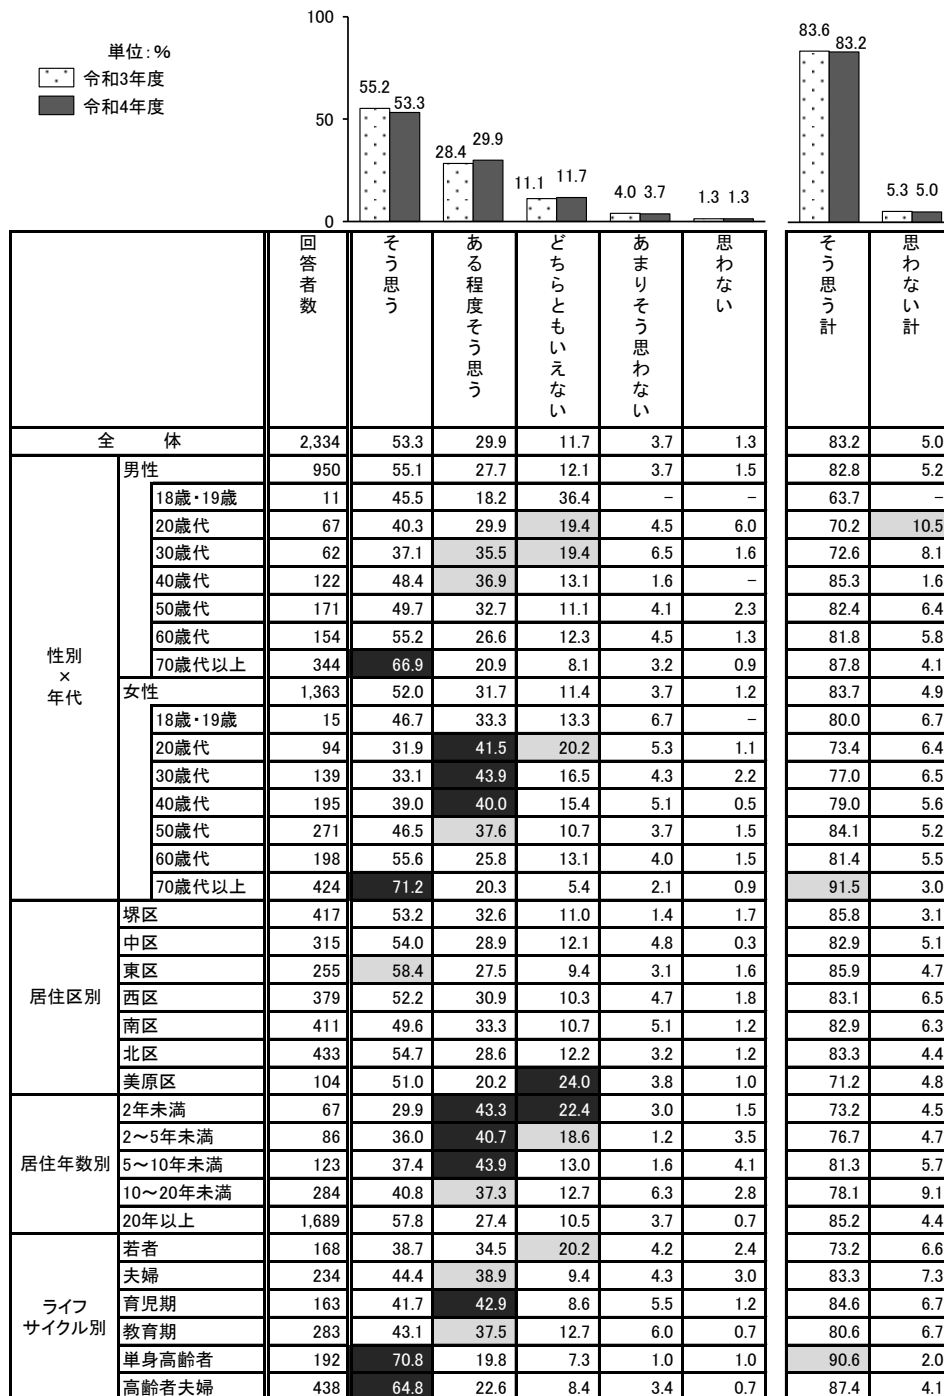 単位:%
令和3年度
令和4年度
100
50
0
55.2 53.3
28.4 29.9
11.1 11.7
4.0 3.7
1.3 1.3
83.6 83.2
5.3 5.0
回答者数 そう思う ある程度そう思う どちらともいえない あまりそう思わない 思わない そう思う計 思わない計
全体 2,334 53.3 29.9 11.7 3.7 1.3 83.2 5.0
性別×年代
男性 950 55.1 27.7 12.1 3.7 1.5 82.8 5.2
18歳・19歳 11 45.5 18.2 36.4 − − 63.7 −
20歳代 67 40.3 29.9 19.4 4.5 6.0 70.2 10.5
30歳代 62 37.1 35.5 19.4 6.5 1.6 72.6 8.1
40歳代 122 48.4 36.9 13.1 1.6 − 85.3 1.6
50歳代 171 49.7 32.7 11.1 4.1 2.3 82.4 6.4
60歳代 154 55.2 26.6 12.3 4.5 1.3 81.8 5.8
70歳代以上 344 66.9 20.9 8.1 3.2 0.9 87.8 4.1
女性 1,363 52.0 31.7 11.4 3.7 1.2 83.7 4.9
18歳・19歳 15 46.7 33.3 13.3 6.7 − 80.0 6.7
20歳代 94 31.9 41.5 20.2 5.3 1.1 73.4 6.4
30歳代 139 33.1 43.9 16.5 4.3 2.2 77.0 6.5
40歳代 195 39.0 40.0 15.4 5.1 0.5 79.0 5.6
50歳代 271 46.5 37.6 10.7 3.7 1.5 84.1 5.2
60歳代 198 55.6 25.8 13.1 4.0 1.5 81.4 5.5
70歳代以上 424 71.2 20.3 5.4 2.1 0.9 91.5 3.0
居住区別
堺区 417 53.2 32.6 11.0 1.4 1.7 85.8 3.1
中区 315 54.0 28.9 12.1 4.8 0.3 82.9 5.1
東区 255 58.4 27.5 9.4 3.1 1.6 85.9 4.7
西区 379 52.2 30.9 10.3 4.7 1.8 83.1 6.5
南区 411 49.6 33.3 10.7 5.1 1.2 82.9 6.3
北区 433 54.7 28.6 12.2 3.2 1.2 83.3 4.4
美原区 104 51.0 20.2 24.0 3.8 1.0 71.2 4.8
居住年数別
2年未満 67 29.9 43.3 22.4 3.0 1.5 73.2 4.5
2〜5年未満 86 36.0 40.7 18.6 1.2 3.5 76.7 4.7
5〜10年未満 123 37.4 43.9 13.0 1.6 4.1 81.3 5.7
10〜20年未満 284 40.8 37.3 12.7 6.3 2.8 78.1 9.1
20年以上 1,689 57.8 27.4 10.5 3.7 0.7 85.2 4.4
ライフサイクル別
若者 168 38.7 34.5 20.2 4.2 2.4 73.2 6.6
夫婦 234 44.4 38.9 9.4 4.3 3.0 83.3 7.3
育児期 163 41.7 42.9 8.6 5.5 1.2 84.6 6.7
教育期 283 43.1 37.5 12.7 6.0 0.7 80.6 6.7
単身高齢者 192 70.8 19.8 7.3 1.0 1.0 90.6 2.0
高齢者夫婦 438 64.8 22.6 8.4 3.4 0.7 87.4 4.1